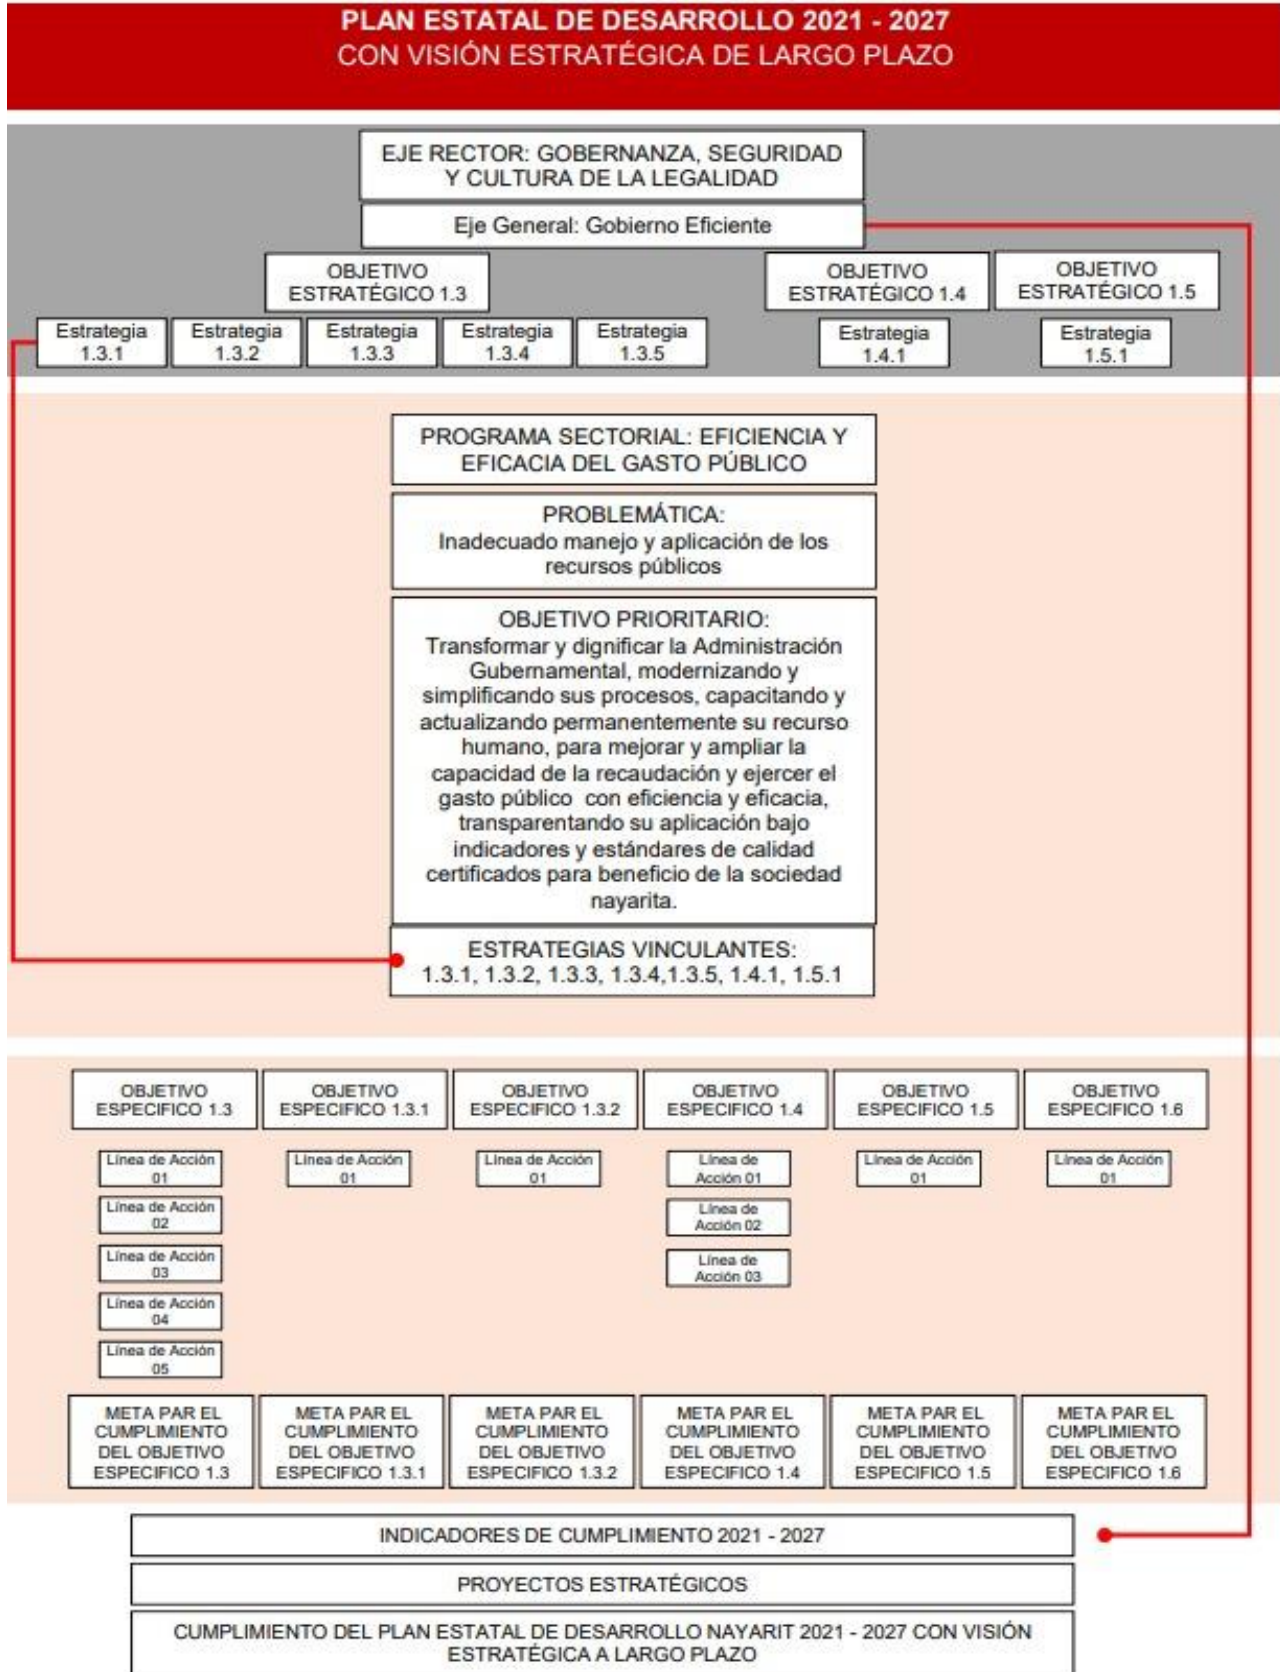 PLAN ESTATAL DE DESARROLLO 2021 - 2027
CON VISIÓN ESTRATÉGICA DE LARGO PLAZO
EJE RECTOR: GOBERNANZA, SEGURIDAD
Y CULTURA DE LA LEGALIDAD
Eje General: Gobierno Eficiente
OBJETIVO
ESTRATÉGICO 1.3
OBJETIVO
ESTRATÉGICO 1.4
OBJETIVO
ESTRATÉGICO 1.5
Estrategia
1.3.1
Estrategia
1.3.2
Estrategia
1.3.3
Estrategia
1.3.4
Estrategia
1.3.5
Estrategia
1.4.1
Estrategia
1.5.1
PROGRAMA SECTORIAL: EFICIENCIA Y
EFICACIA DEL GASTO PÚBLICO
PROBLEMÁTICA:
Inadecuado manejo y aplicación de los
recursos públicos
OBJETIVO PRIORITARIO:
Transformar y dignificar la Administración
Gubernamental, modernizando y
simplificando sus procesos, capacitando y
actualizando permanentemente su recurso
humano, para mejorar y ampliar la
capacidad de la recaudación y ejercer el
gasto público con eficiencia y eficacia,
transparentando su aplicación bajo
indicadores y estándares de calidad
certificados para beneficio de la sociedad
nayarita.
ESTRATEGIAS VINCULANTES:
1.3.1, 1.3.2, 1.3.3, 1.3.4,1.3.5, 1.4.1, 1.5.1
OBJETIVO
ESPECIFICO 1.3
OBJETIVO
ESPECIFICO 1.3.1
OBJETIVO
ESPECIFICO 1.3.2
OBJETIVO
ESPECIFICO 1.4
OBJETIVO
ESPECIFICO 1.5
OBJETIVO
ESPECIFICO 1.6
Línea de Acción
01
Línea de Acción
02
Línea de Acción
03
Línea de Acción
04
Línea de Acción
05
Línea de Acción
01
Línea de Acción
01
Línea de
Acción 01
Línea de
Acción 02
Línea de
Acción 03
Línea de Acción
01
Línea de Acción
01
META PAR EL
CUMPLIMIENTO
DEL OBJETIVO
ESPECIFICO 1.3
META PAR EL
CUMPLIMIENTO
DEL OBJETIVO
ESPECIFICO 1.3.1
META PAR EL
CUMPLIMIENTO
DEL OBJETIVO
ESPECIFICO 1.3.2
META PAR EL
CUMPLIMIENTO
DEL OBJETIVO
ESPECIFICO 1.4
META PAR EL
CUMPLIMIENTO
DEL OBJETIVO
ESPECIFICO 1.5
META PAR EL
CUMPLIMIENTO
DEL OBJETIVO
ESPECIFICO 1.6
INDICADORES DE CUMPLIMIENTO 2021 - 2027
PROYECTOS ESTRATÉGICOS
CUMPLIMIENTO DEL PLAN ESTATAL DE DESARROLLO NAYARIT 2021 - 2027 CON VISIÓN
ESTRATÉGICA A LARGO PLAZO